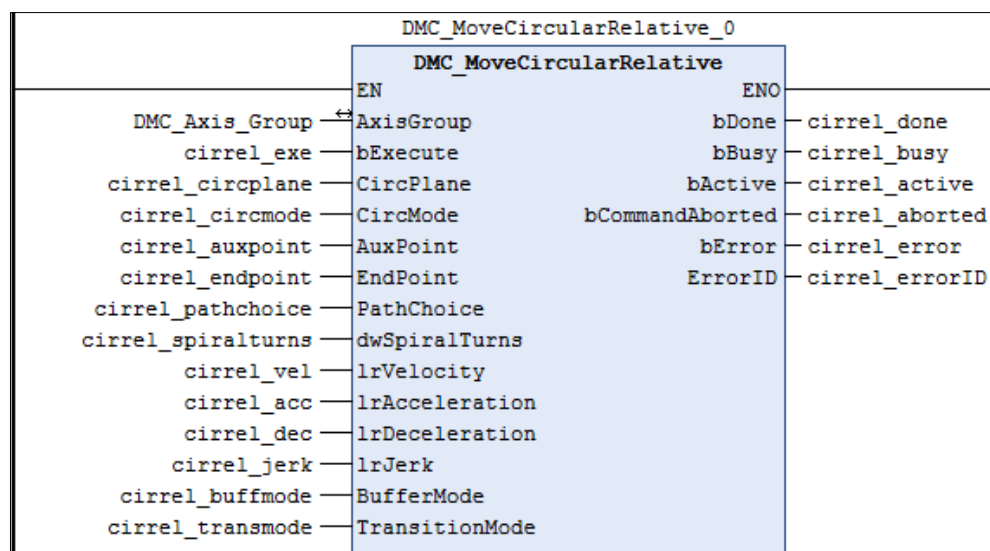 DMC_MoveCircularRelative_0
DMC_MoveCircularRelative
EN ENO
DMC_Axis_Group AxisGroup bDone cirrel_done
cirrel_exe bExecute bBusy cirrel_busy
cirrel_circplane CircPlane bActive cirrel_active
cirrel_circmode CircMode bCommandAborted cirrel_aborted
cirrel_auxpoint AuxPoint bError cirrel_error
cirrel_endpoint EndPoint ErrorID cirrel_errorID
cirrel_pathchoice PathChoice
cirrel_spiralturns dwSpiralTurns
cirrel_vel lrVelocity
cirrel_acc lrAcceleration
cirrel_dec lrDeceleration
cirrel_jerk lrJerk
cirrel_buffmode BufferMode
cirrel_transmode TransitionMode